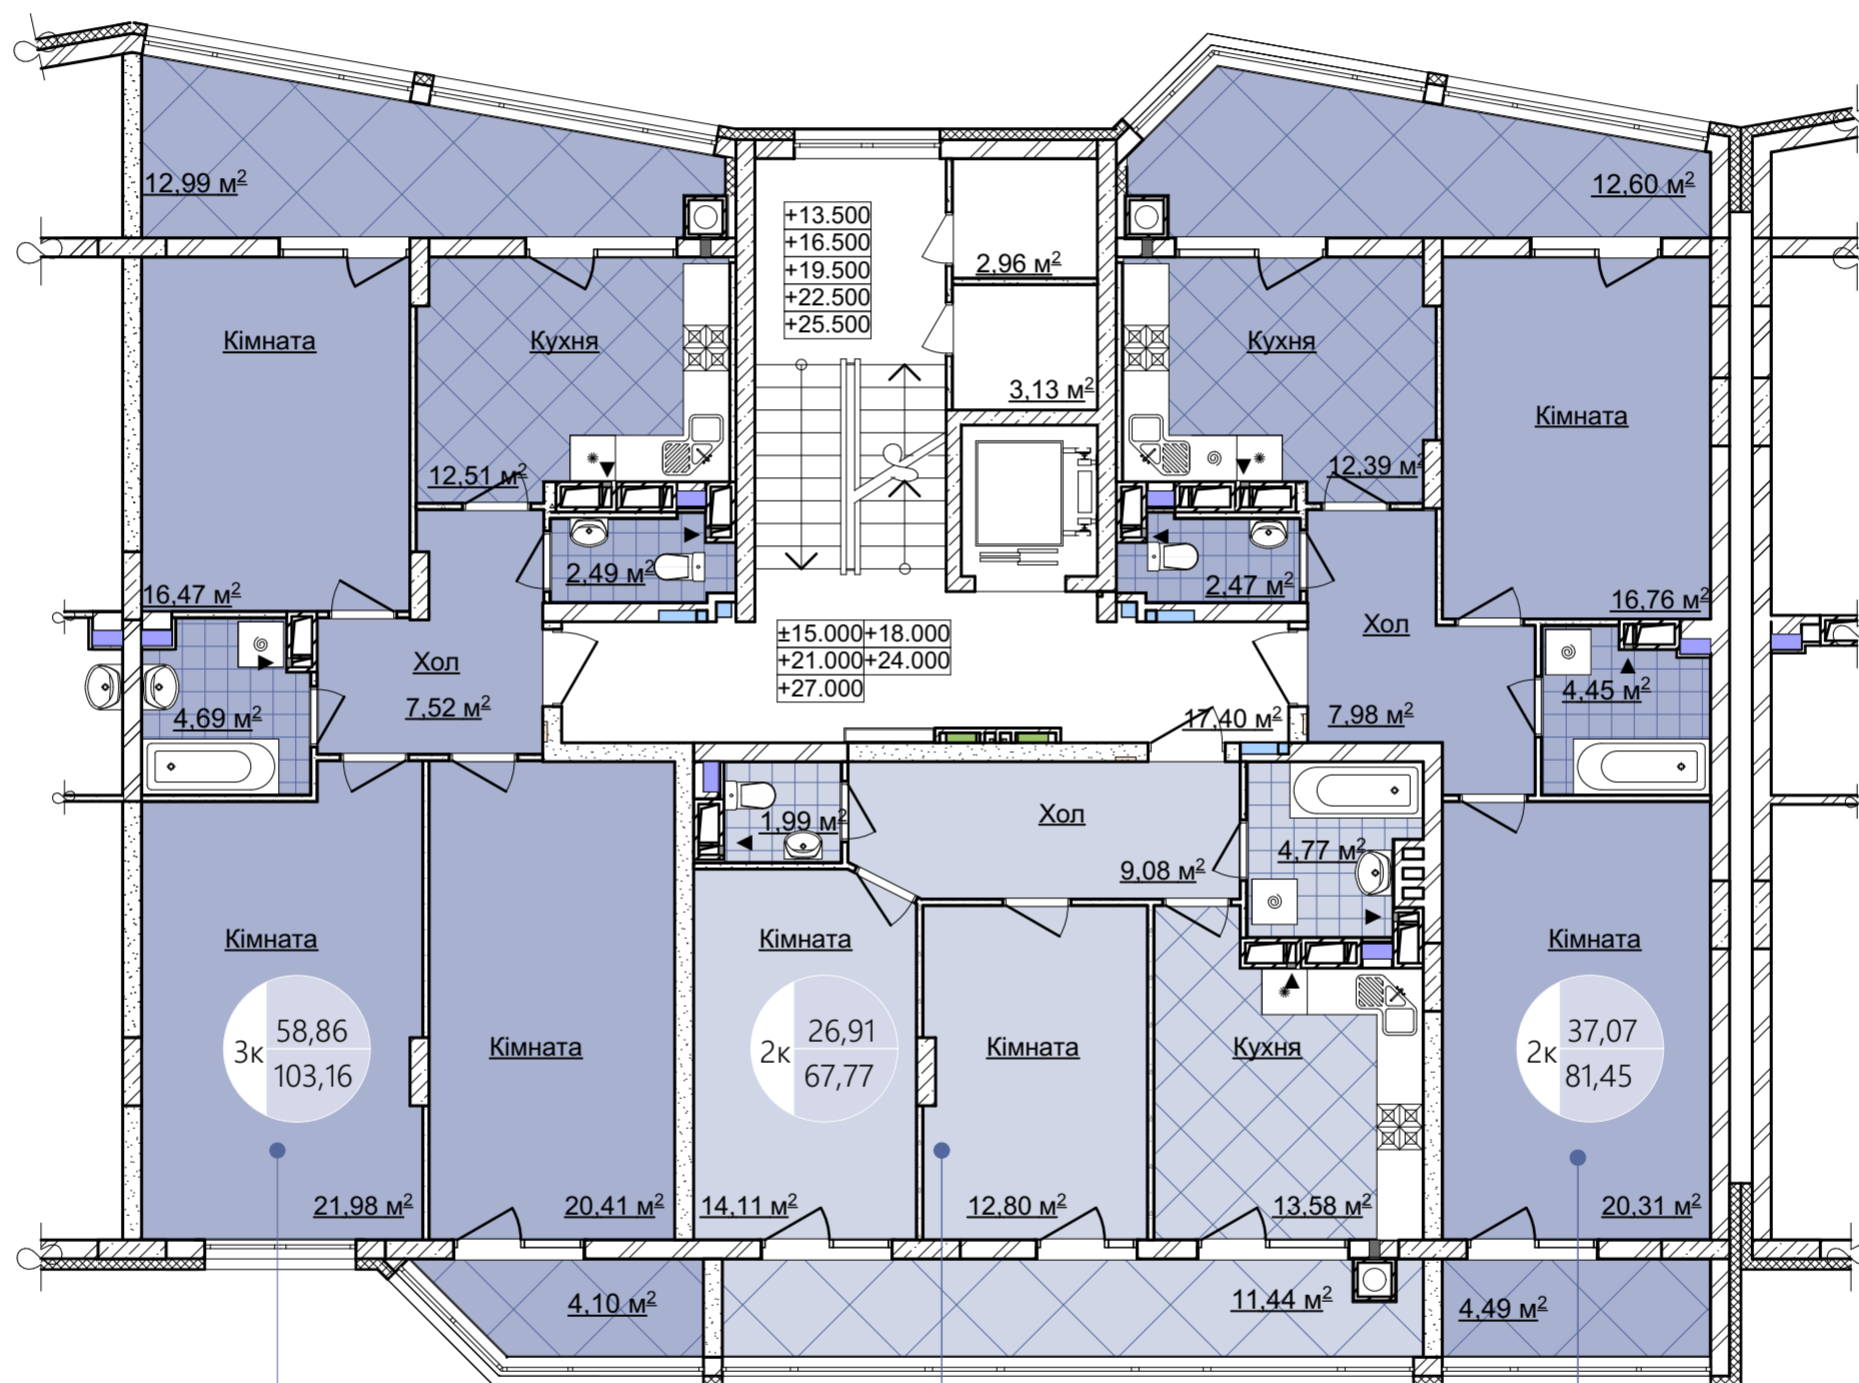 12,99 м²
12,60 м²
+13.500
+16.500
+19.500
+22.500
+25.500
2,96 м²
Кімната
Кухня
Кухня
3,13 м²
Кімната
12,51 м²
12,39 м²
2,49 м²
2,47 м²
16,47 м²
16,76 м²
Хол
±15.000 +18.000
+21.000 +24.000
+27.000
Хол
4,69 м²
7,52 м²
17,40 м²
7,98 м²
4,45 м²
1,99 м²
Хол
9,08 м²
4,77 м²
Кімната
Кімната
Кімната
3к
58,86
103,16
Кімната
2к
26,91
67,77
Кімната
Кухня
2к
37,07
81,45
21,98 м²
20,41 м²
14,11 м²
12,80 м²
13,58 м²
20,31 м²
4,10 м²
11,44 м²
4,49 м²